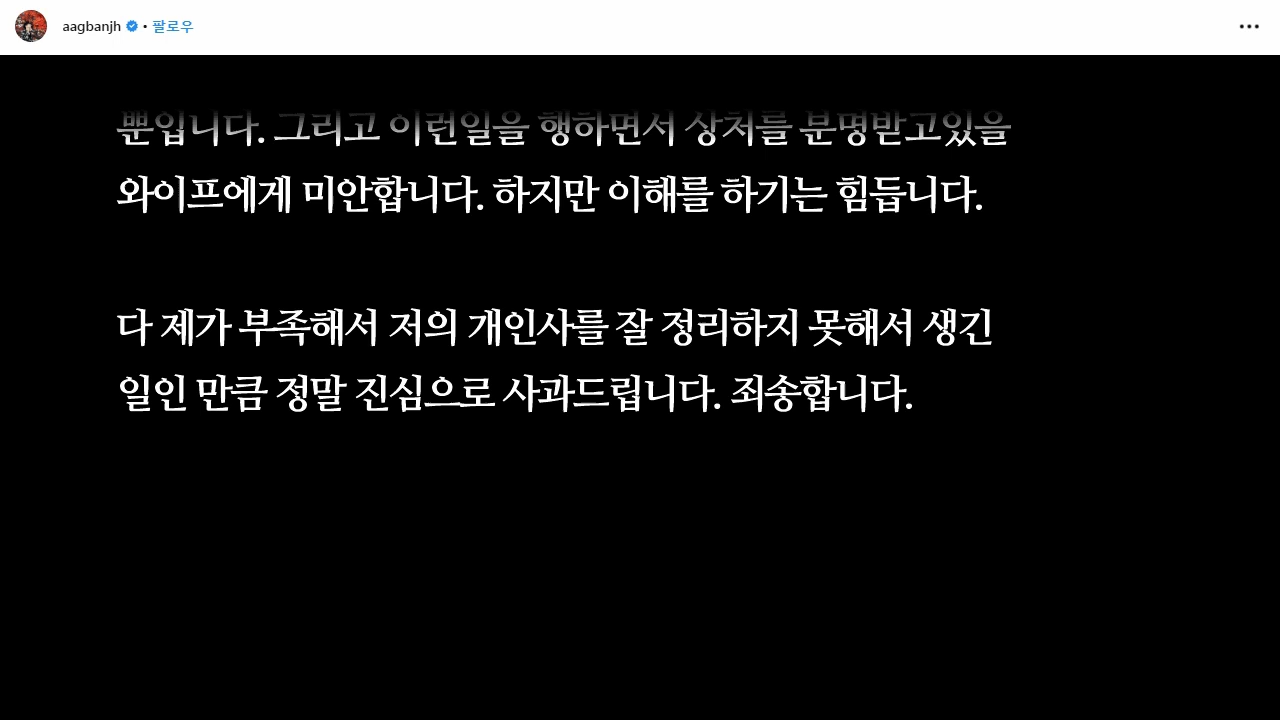 aagbanjh • 팔로우
뿐입니다. 그리고 이런일을 행하면서 상처를 분명받고있을
와이프에게 미안합니다. 하지만 이해를 하기는 힘듭니다.
다 제가 부족해서 저의 개인사를 잘 정리하지 못해서 생긴
일인 만큼 정말 진심으로 사과드립니다. 죄송합니다.